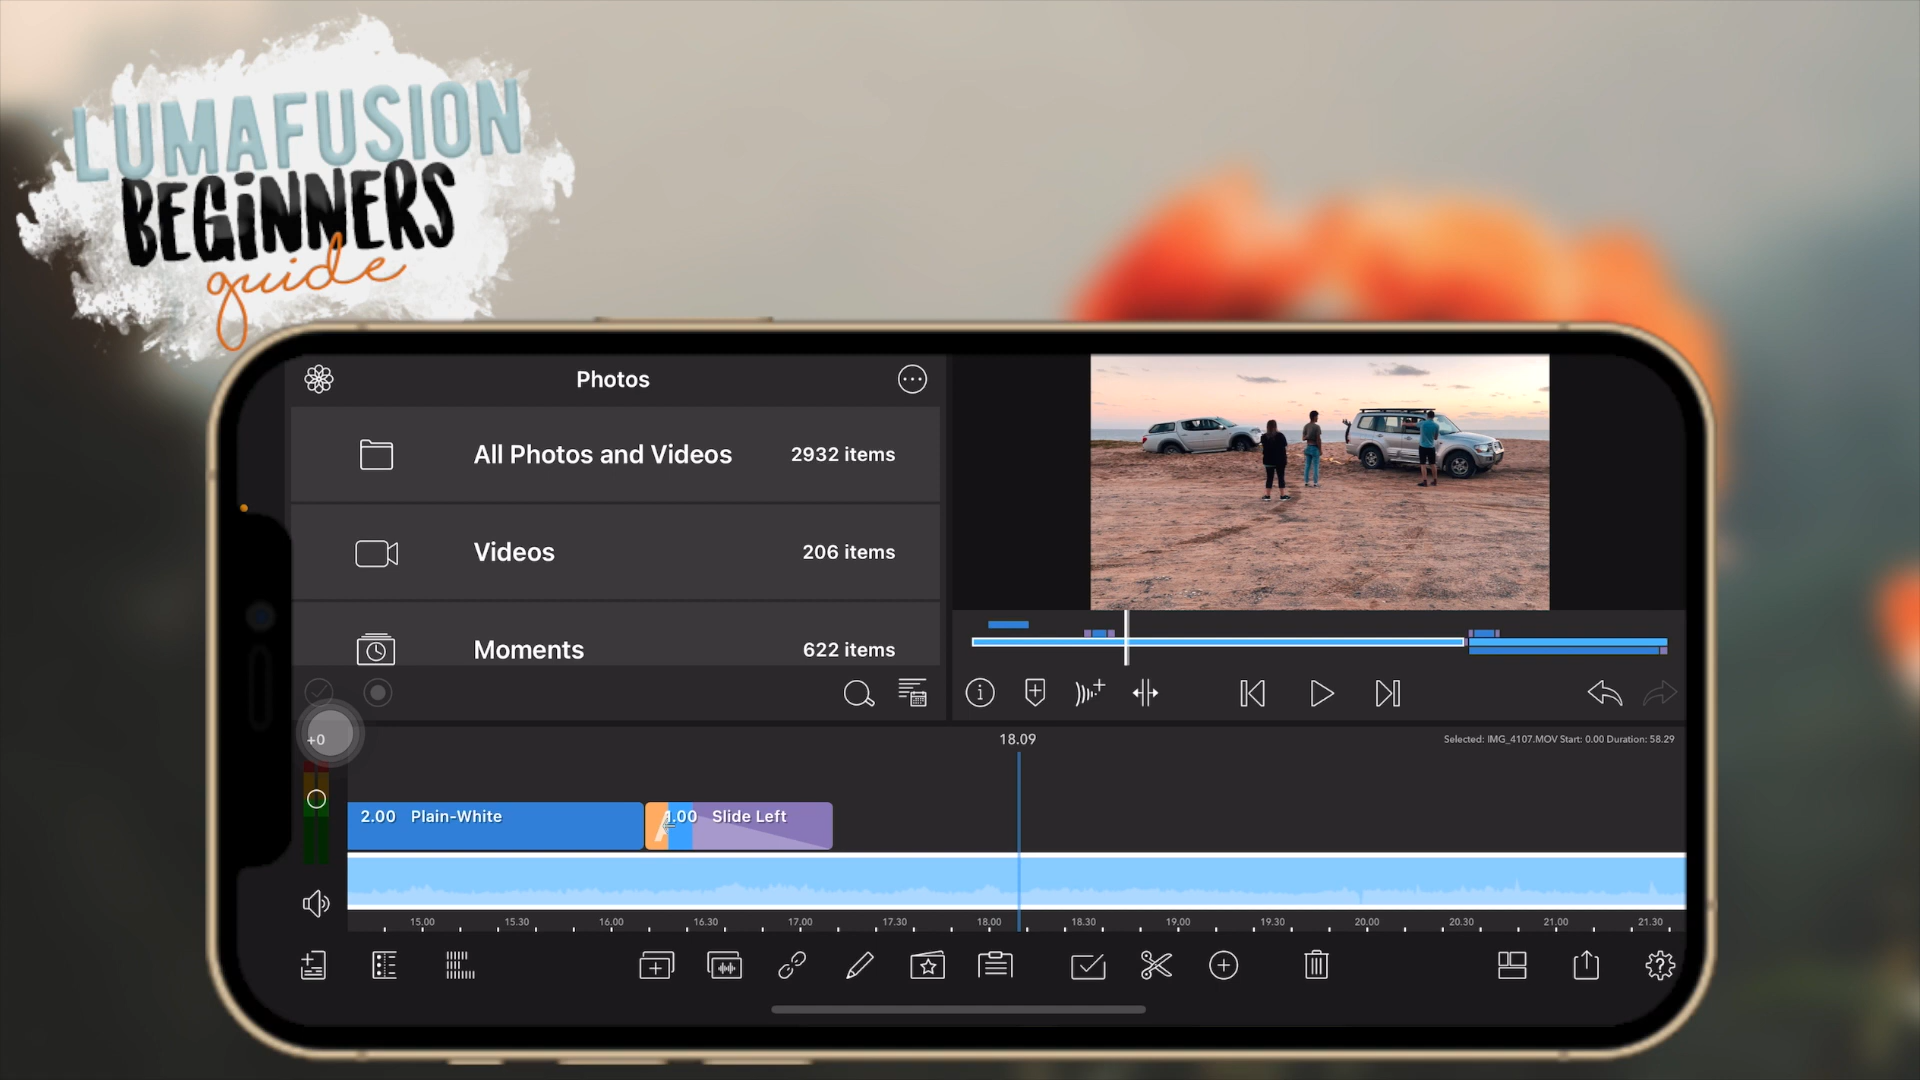 LUMAFUSION
BEGiNNERS
guide
Photos
All Photos and Videos 2932 items
Videos 206 items
Moments 622 items
+0
18.09
Selected: IMG_4107.MOV Start: 0.00 Duration: 58.29
2.00 Plain-White
1.00 Slide Left
15.00 15.30 16.00 16.30 17.00 17.30 18.00 18.30 19.00 19.30 20.00 20.30 21.00 21.30